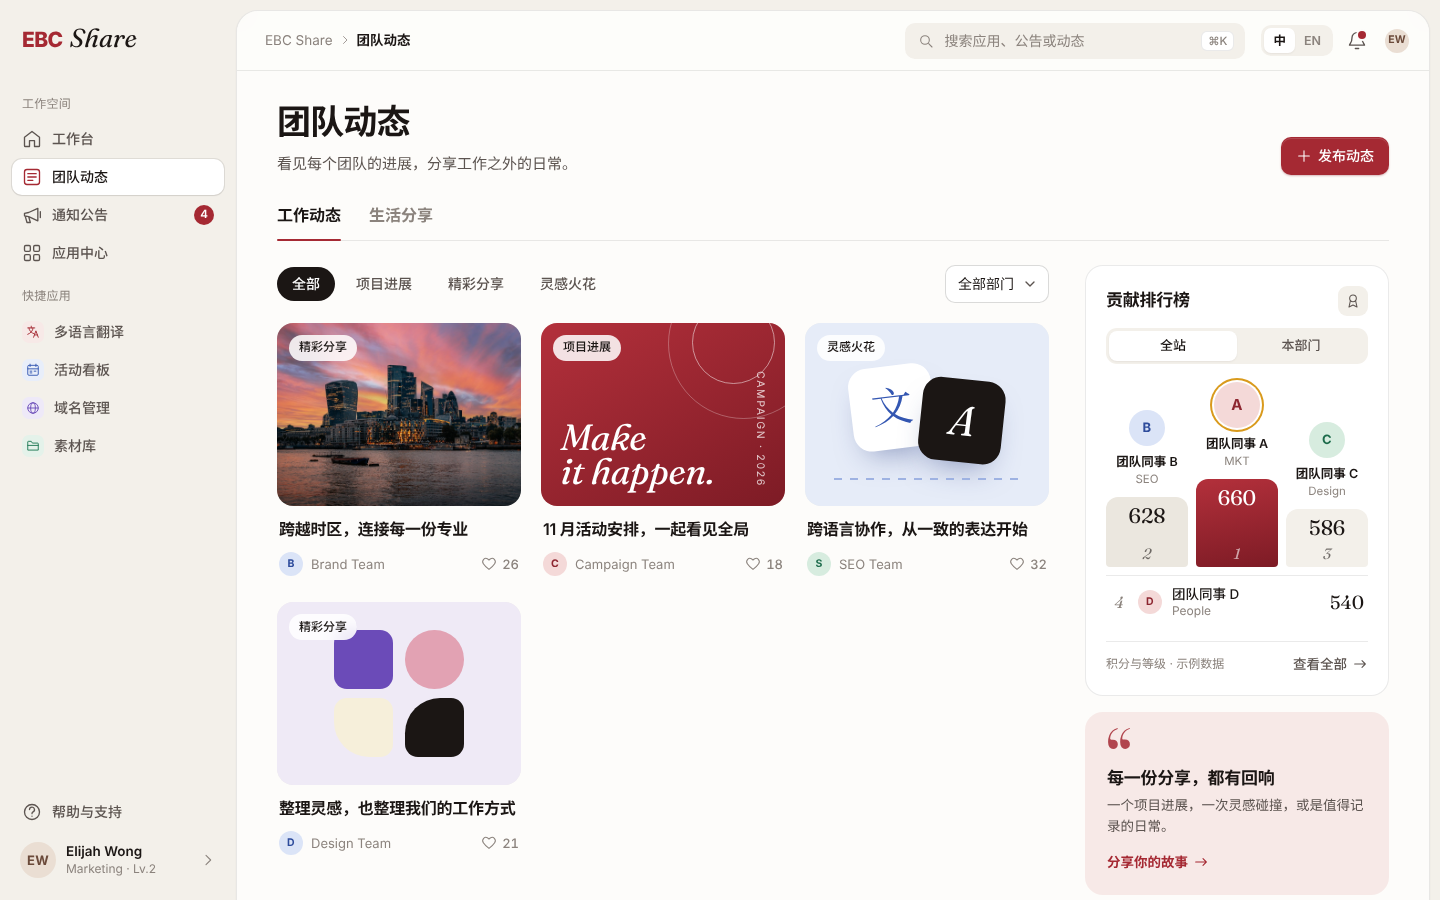 EBC Share
工作空间
工作台
团队动态
通知公告
4
应用中心
快捷应用
多语言翻译
活动看板
域名管理
素材库
帮助与支持
EW
Elijah Wong
Marketing · Lv.2
EBC Share
团队动态
搜索应用、公告或动态
⌘K
中
EN
EW
团队动态
看见每个团队的进展，分享工作之外的日常。
发布动态
工作动态
生活分享
全部
项目进展
精彩分享
灵感火花
全部部门
精彩分享
跨越时区，连接每一份专业
B
Brand Team
26
项目进展
CAMPAIGN · 2026
Make
it happen.
11 月活动安排，一起看见全局
C
Campaign Team
18
灵感火花
文
A
跨语言协作，从一致的表达开始
S
SEO Team
32
精彩分享
整理灵感，也整理我们的工作方式
D
Design Team
21
贡献排行榜
全站
本部门
B
团队同事 B
SEO
628
2
A
团队同事 A
MKT
660
1
C
团队同事 C
Design
586
3
4
D
团队同事 D
People
540
积分与等级 · 示例数据
查看全部
“
每一份分享，都有回响
一个项目进展，一次灵感碰撞，或是值得记
录的日常。
分享你的故事